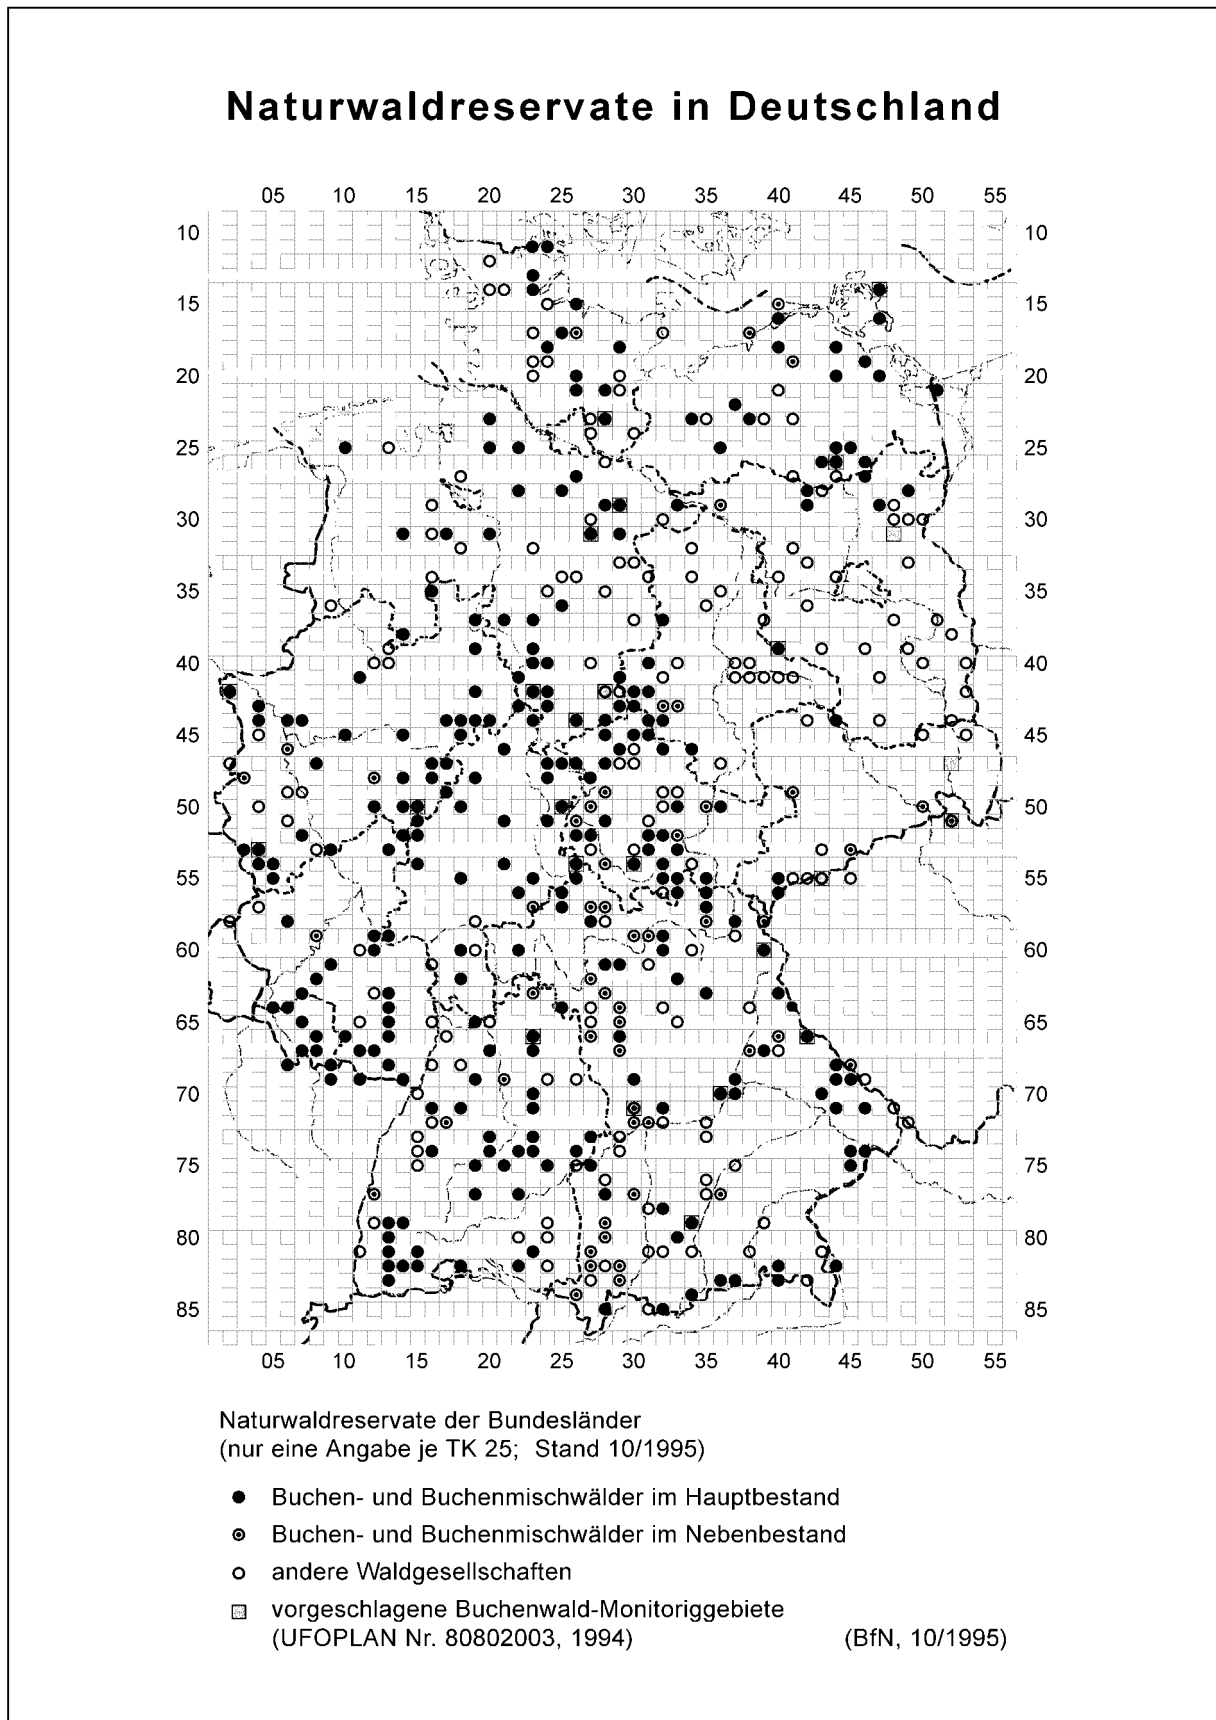 Naturwaldreservate in Deutschland
05 10 15 20 25 30 35 40 45 50 55
10 10
15 15
20 20
25 25
30 30
35 35
40 40
45 45
50 50
55 55
60 60
65 65
70 70
75 75
80 80
85 85
05 10 15 20 25 30 35 40 45 50 55
Naturwaldreservate der Bundesländer
(nur eine Angabe je TK 25; Stand 10/1995)
Buchen- und Buchenmischwälder im Hauptbestand
Buchen- und Buchenmischwälder im Nebenbestand
andere Waldgesellschaften
vorgeschlagene Buchenwald-Monitoriggebiete
(UFOPLAN Nr. 80802003, 1994) (BfN, 10/1995)